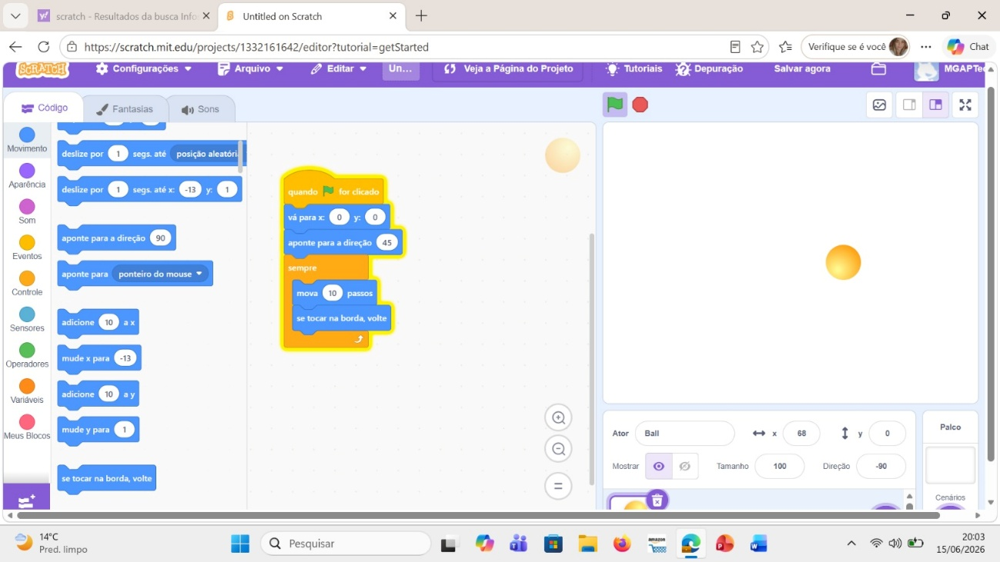 scratch - Resultados da busca Info
Untitled on Scratch
https://scratch.mit.edu/projects/1332161642/editor?tutorial=getStarted
Verifique se é você
Chat
SCRATCH
Configurações
Arquivo
Editar
Un...
Veja a Página do Projeto
Tutoriais
Depuração
Salvar agora
MGAPTec
Código
Fantasias
Sons
Movimento
Aparência
Som
Eventos
Controle
Sensores
Operadores
Variáveis
Meus Blocos
deslize por 1 segs. até posição aleatóri
deslize por 1 segs. até x: -13 y: 1
aponte para a direção 90
aponte para ponteiro do mouse
adicione 10 a x
mude x para -13
adicione 10 a y
mude y para 1
se tocar na borda, volte
quando for clicado
vá para x: 0 y: 0
aponte para a direção 45
sempre
mova 10 passos
se tocar na borda, volte
Ator Ball x 68 y 0
Mostrar Tamanho 100 Direção -90
Palco
Cenários
14°C
Pred. limpo
Pesquisar
amazon
20:03
15/06/2026